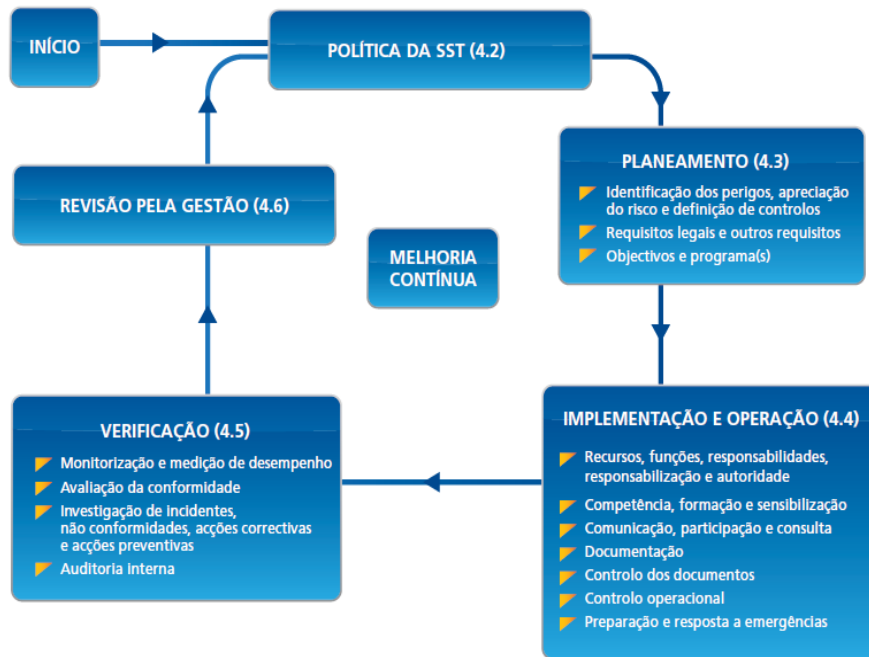 INÍCIO
POLÍTICA DA SST (4.2)
PLANEAMENTO (4.3)
Identificação dos perigos, apreciação
do risco e definição de controlos
Requisitos legais e outros requisitos
Objectivos e programa(s)
REVISÃO PELA GESTÃO (4.6)
MELHORIA
CONTÍNUA
IMPLEMENTAÇÃO E OPERAÇÃO (4.4)
Recursos, funções, responsabilidades,
responsabilização e autoridade
Competência, formação e sensibilização
Comunicação, participação e consulta
Documentação
Controlo dos documentos
Controlo operacional
Preparação e resposta a emergências
VERIFICAÇÃO (4.5)
Monitorização e medição de desempenho
Avaliação da conformidade
Investigação de incidentes,
não conformidades, acções correctivas
e acções preventivas
Auditoria interna